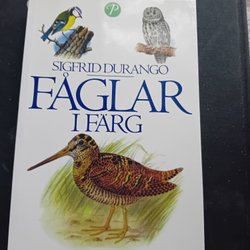 P
SIGFRID DURANGO
FÅGLAR
I FÄRG